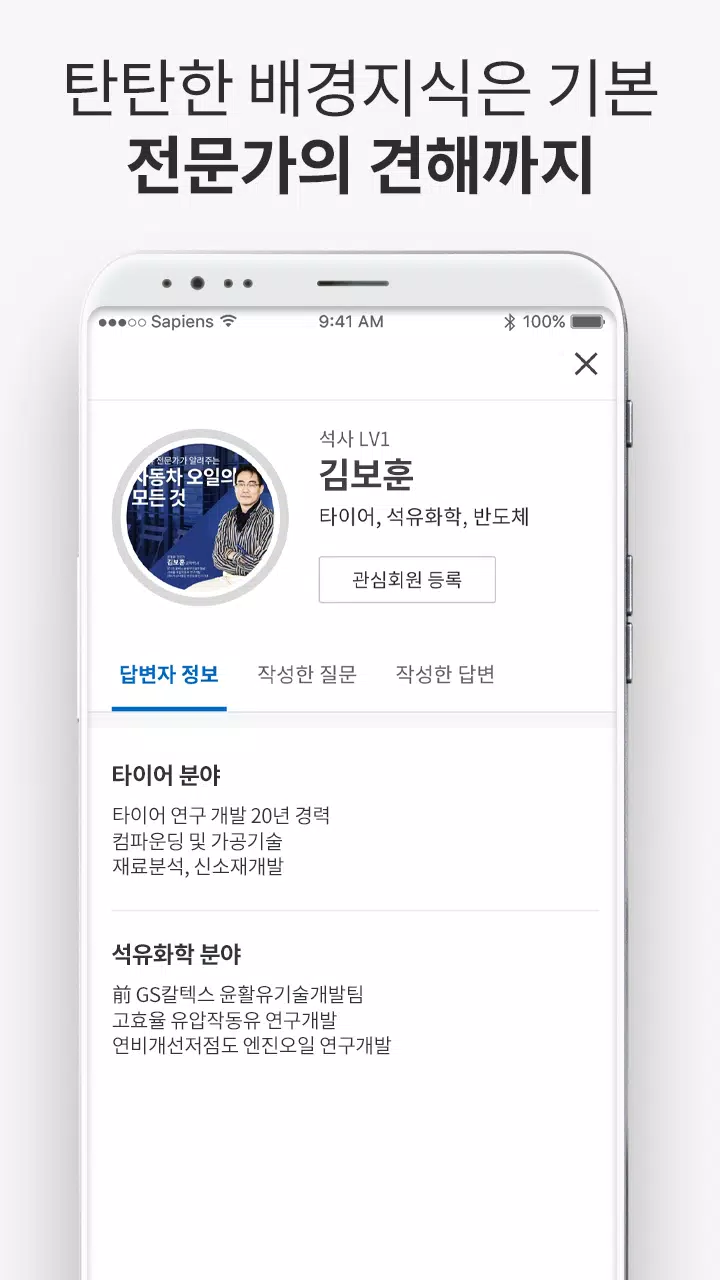 탄탄한 배경지식은 기본
전문가의 견해까지
Sapiens
9:41 AM
100%
석사 LV1
김보훈
타이어, 석유화학, 반도체
관심회원 등록
전문가가 알려주는
자동차 오일의
모든 것
김보훈
답변자 정보
작성한 질문
작성한 답변
타이어 분야
타이어 연구 개발 20년 경력
컴파운딩 및 가공기술
재료분석, 신소재개발
석유화학 분야
前 GS칼텍스 윤활유기술개발팀
고효율 유압작동유 연구개발
연비개선저점도 엔진오일 연구개발